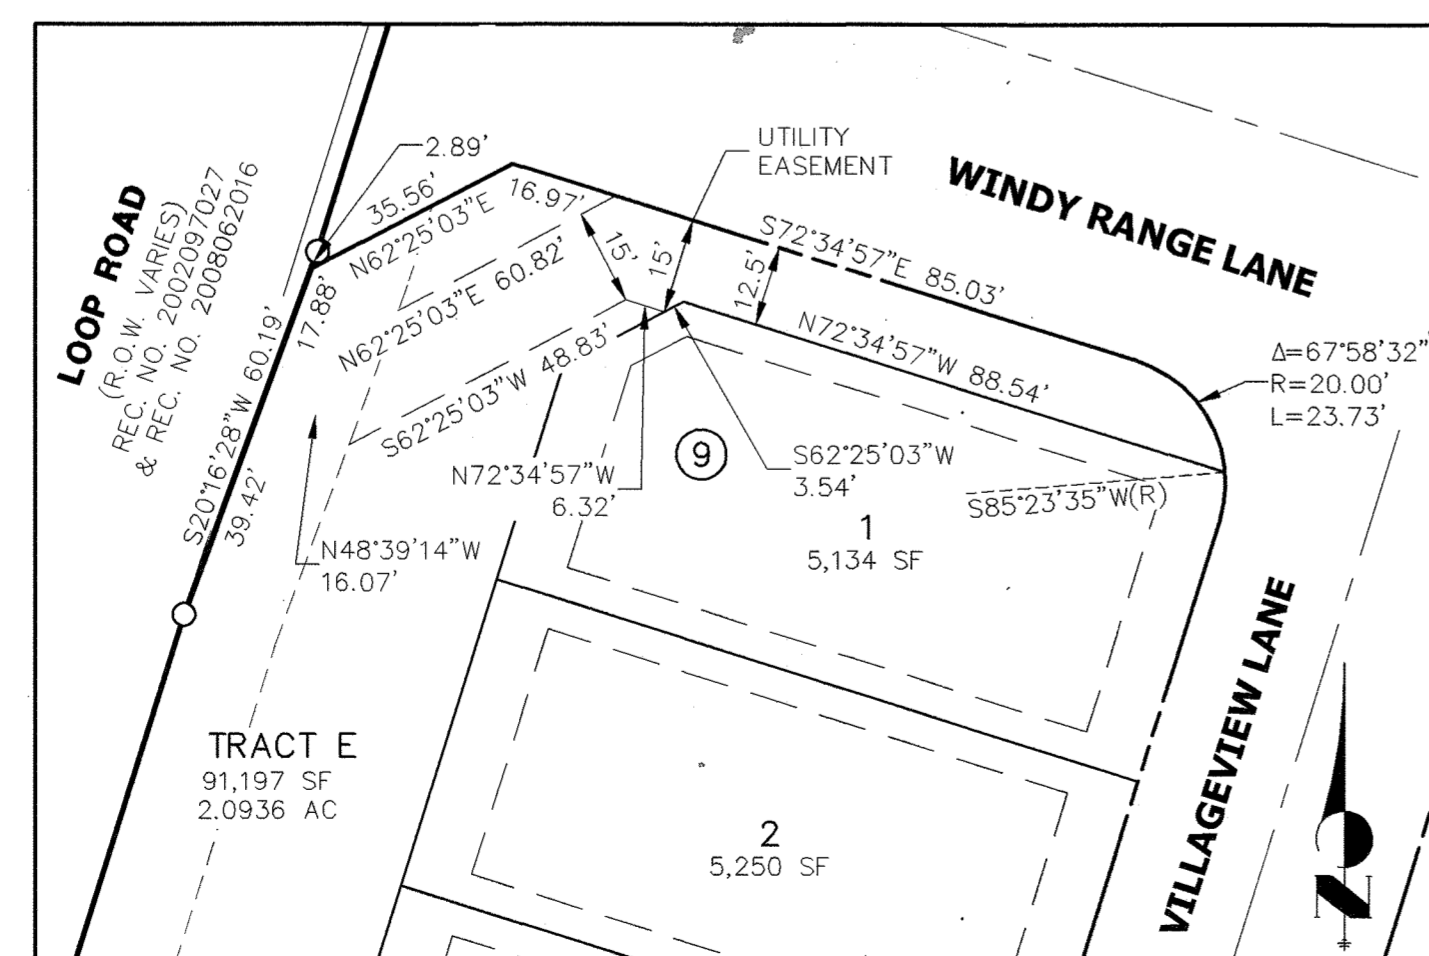 UTILITY
EASEMENT
WINDY RANGE LANE
2.89'
35.56'
N62°25'03"E
16.97'
LOOP ROAD
(R.O.W. VARIES)
REC. NO. 2002097027
& REC. NO. 2008062016
S72°34'57"E 85.03'
15'
15'
12.5'
17.88'
N62°25'03"E 60.82'
S62°25'03"W 48.83'
N72°34'57"W 88.54'
Δ=67°58'32"
R=20.00'
L=23.73'
S20°16'28"W 60.19'
39.42'
9
N72°34'57"W
6.32'
S62°25'03"W
3.54'
S85°23'35"W(R)
1
5,134 SF
N48°39'14"W
16.07'
TRACT E
91,197 SF
2.0936 AC
2
5,250 SF
VILLAGEVIEW LANE
N